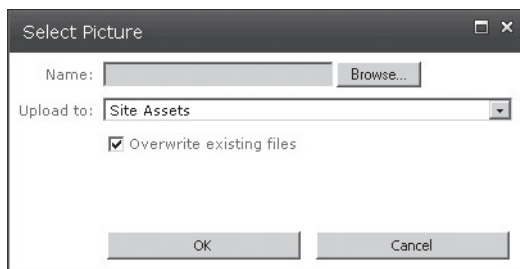 Select Picture
Name: Browse...
Upload to: Site Assets
Overwrite existing files
OK Cancel